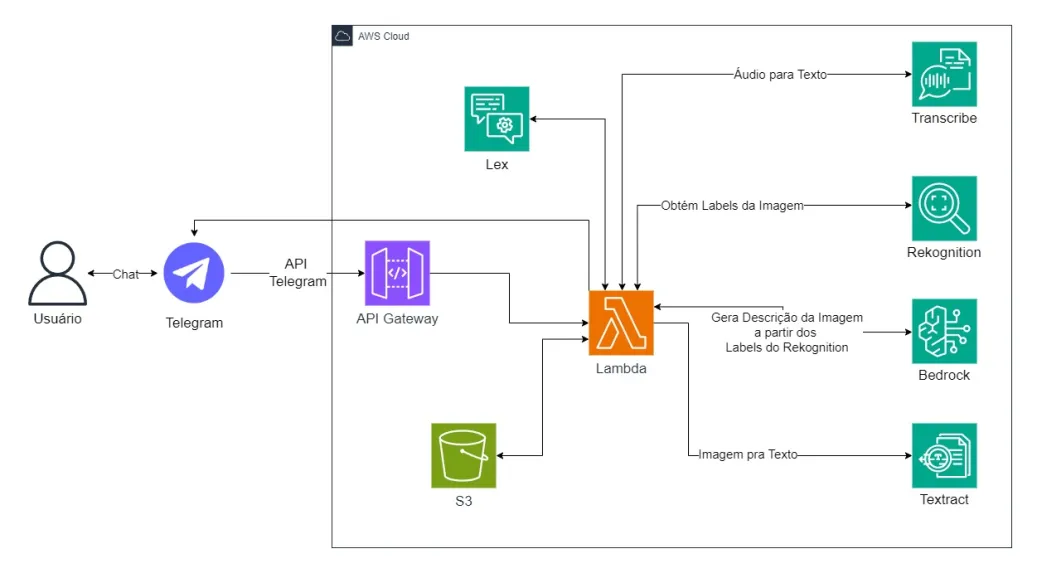 AWS Cloud
Áudio para Texto
Transcribe
Lex
Obtém Labels da Imagem
Rekognition
Chat
API
Telegram
Usuário
Telegram
API Gateway
Lambda
Gera Descrição da Imagem
a partir dos
Labels do Rekognition
Bedrock
Imagem pra Texto
S3
Textract